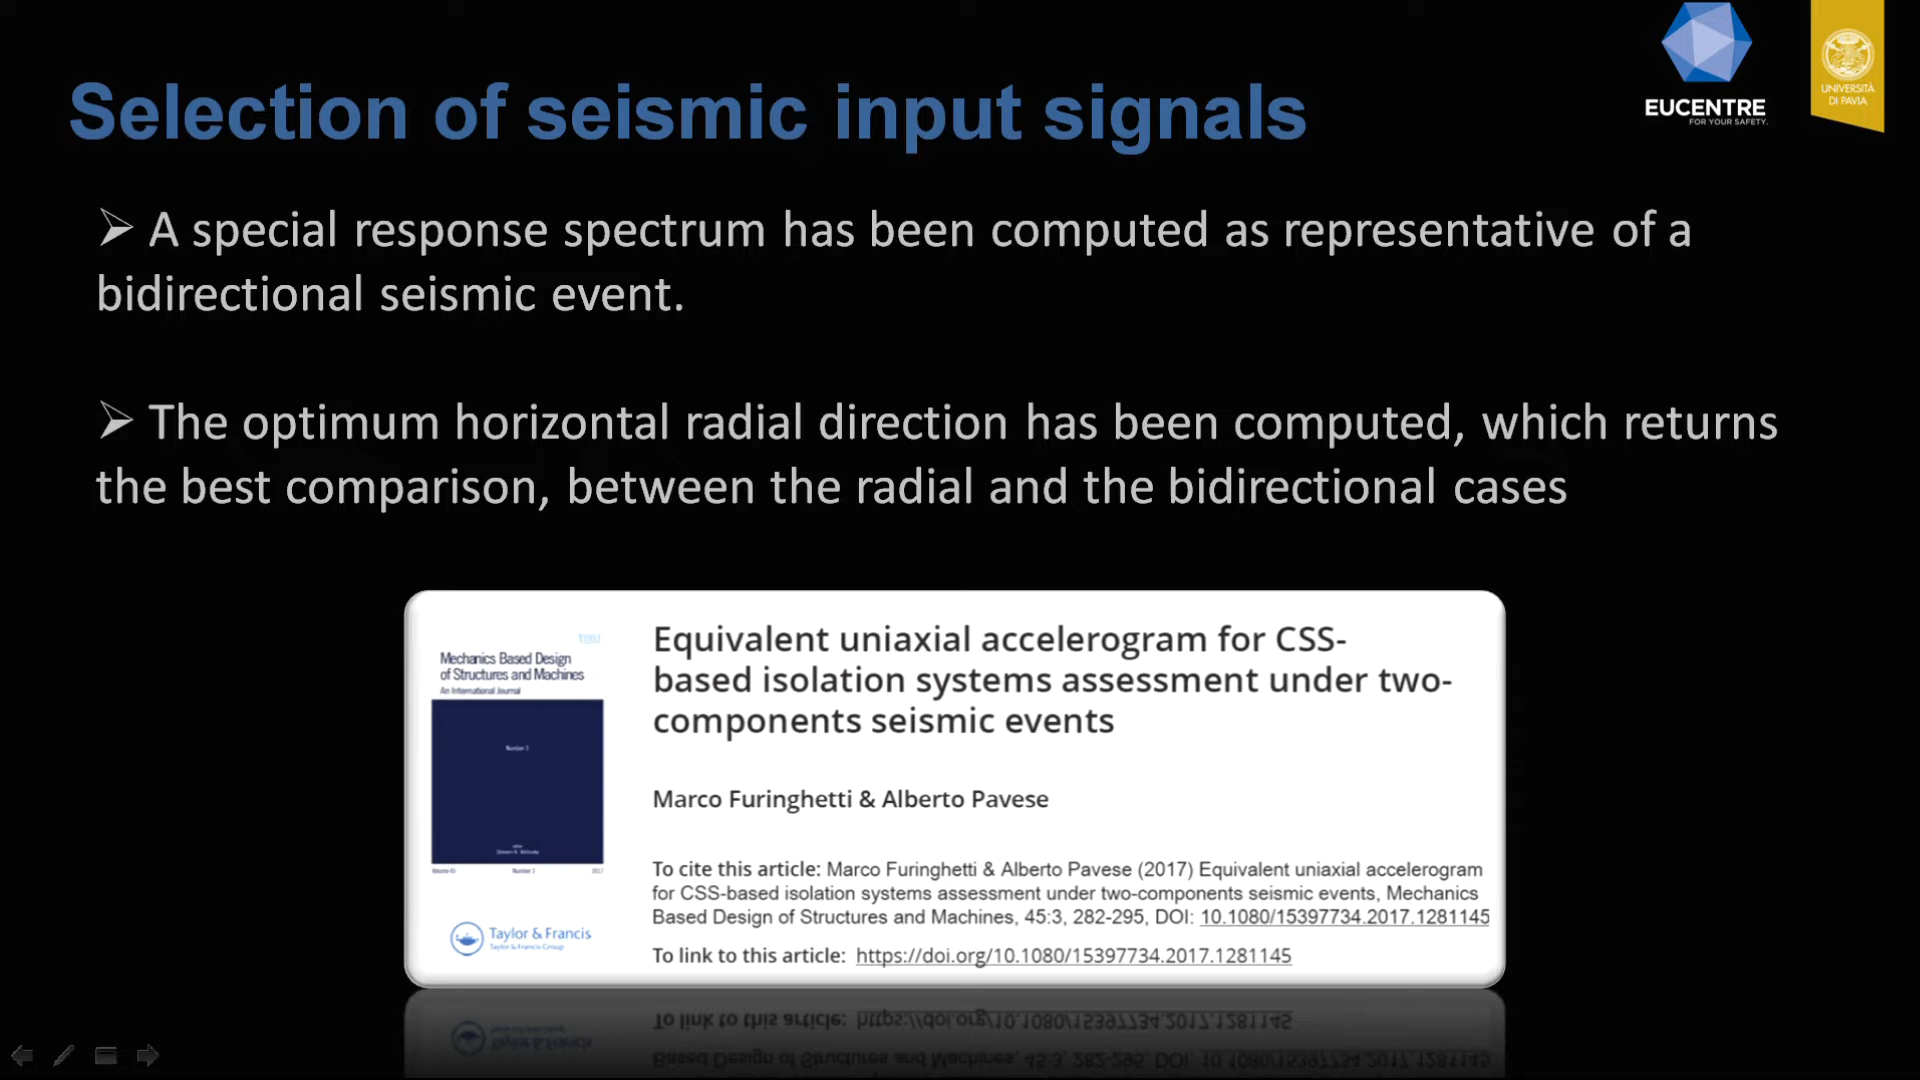 Selection of seismic input signals
EUCENTRE
FOR YOUR SAFETY.
UNIVERSITÀ
DI PAVIA
A special response spectrum has been computed as representative of a
bidirectional seismic event.
The optimum horizontal radial direction has been computed, which returns
the best comparison, between the radial and the bidirectional cases
Mechanics Based Design
of Structures and Machines
An International Journal
Number 3
Number 3
2017
Taylor & Francis
Taylor & Francis Group
Equivalent uniaxial accelerogram for CSS-
based isolation systems assessment under two-
components seismic events
Marco Furinghetti & Alberto Pavese
To cite this article: Marco Furinghetti & Alberto Pavese (2017) Equivalent uniaxial accelerogram
for CSS-based isolation systems assessment under two-components seismic events, Mechanics
Based Design of Structures and Machines, 45:3, 282-295, DOI: 10.1080/15397734.2017.1281145
To link to this article: https://doi.org/10.1080/15397734.2017.1281145